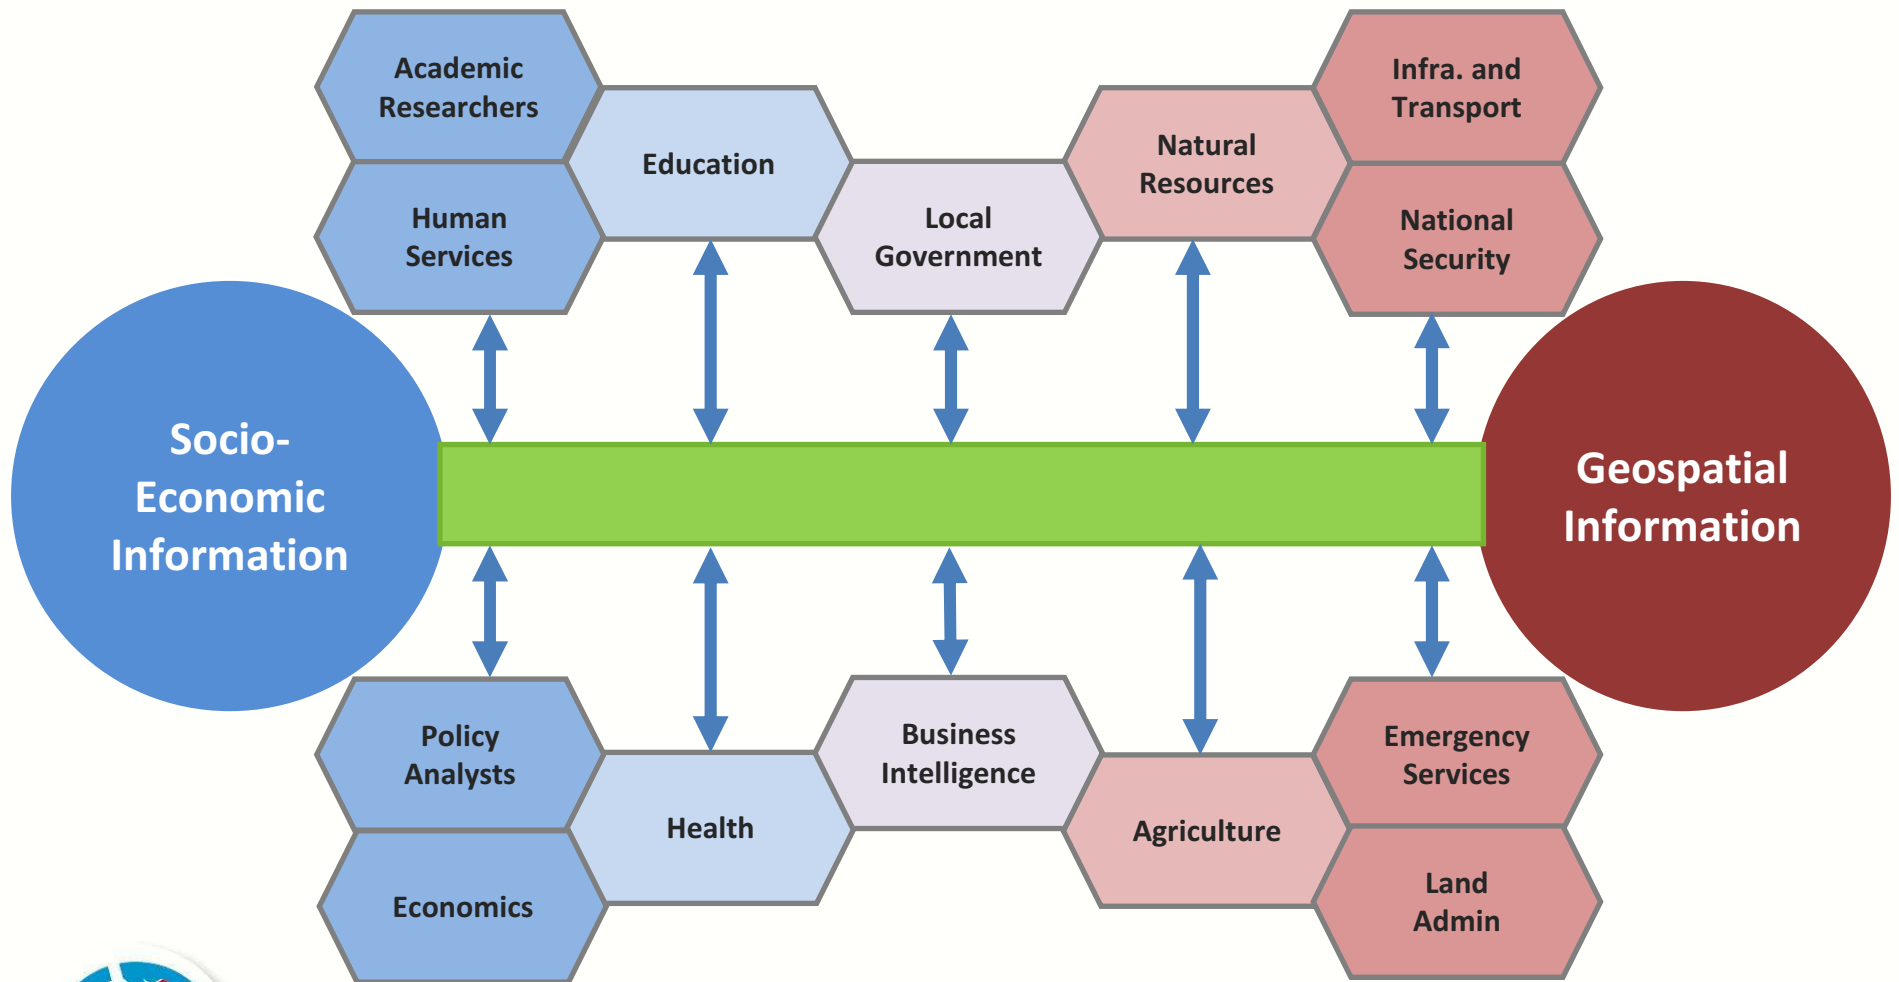 Academic
Researchers
Human
Services
Education
Local
Government
Natural
Resources
Infra. and
Transport
National
Security
Socio-
Economic
Information
Geospatial
Information
Policy
Analysts
Economics
Health
Business
Intelligence
Agriculture
Emergency
Services
Land
Admin